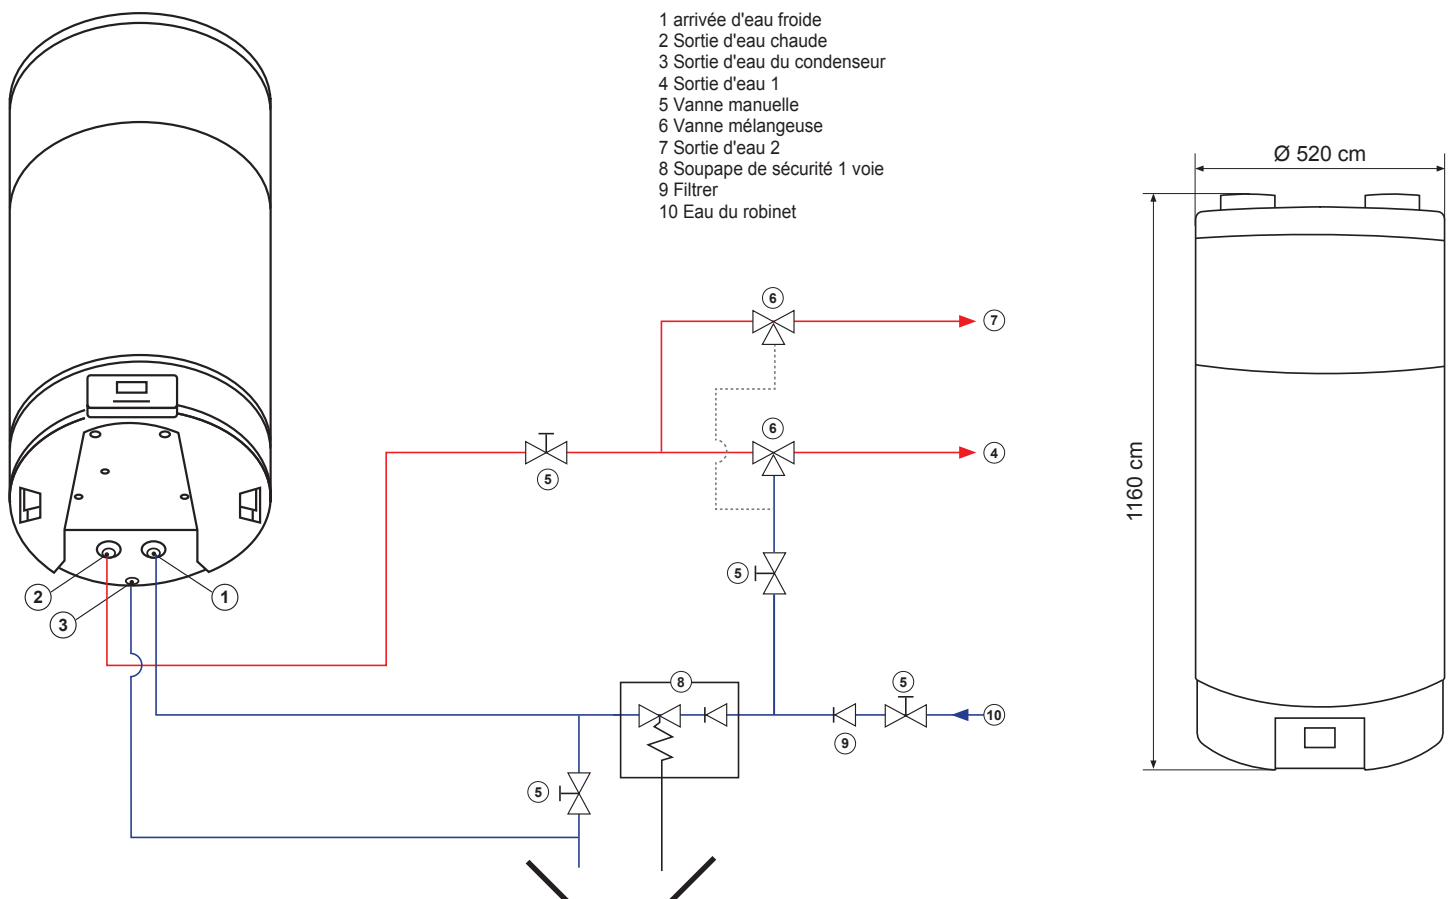 1 arrivée d'eau froide
2 Sortie d'eau chaude
3 Sortie d'eau du condenseur
4 Sortie d'eau 1
5 Vanne manuelle
6 Vanne mélangeuse
7 Sortie d'eau 2
8 Soupape de sécurité 1 voie
9 Filtrer
10 Eau du robinet
Ø 520 cm
1160 cm
6
7
6
4
5
5
2
1
3
8
5
10
9
5